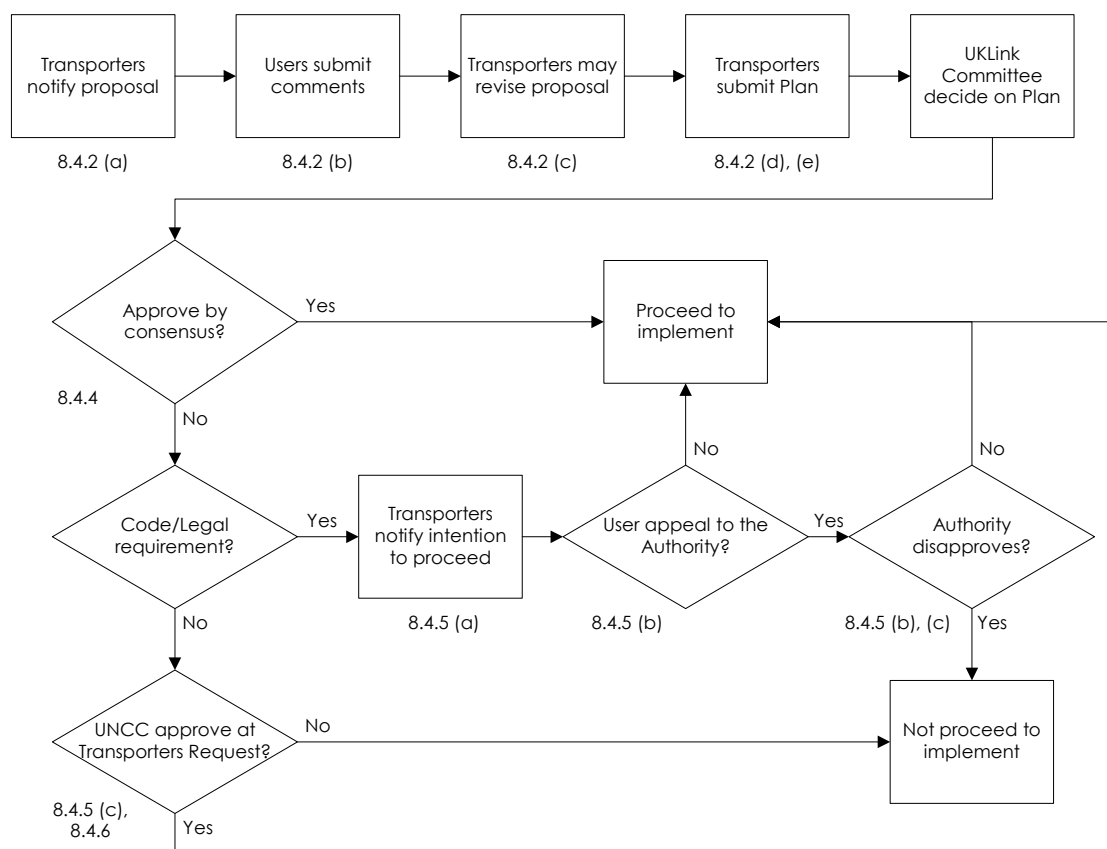 Transporters
notify proposal
Users submit
comments
Transporters may
revise proposal
Transporters
submit Plan
UKLink
Committee
decide on Plan
8.4.2 (a)
8.4.2 (b)
8.4.2 (c)
8.4.2 (d), (e)
Approve by
consensus?
Yes
Proceed to
implement
8.4.4
No
No
No
Code/Legal
requirement?
Yes
Transporters
notify intention
to proceed
User appeal to the
Authority?
Yes
Authority
disapproves?
8.4.5 (a)
8.4.5 (b)
8.4.5 (b), (c)
Yes
No
UNCC approve at
Transporters Request?
No
Not proceed to
implement
8.4.5 (c),
8.4.6
Yes